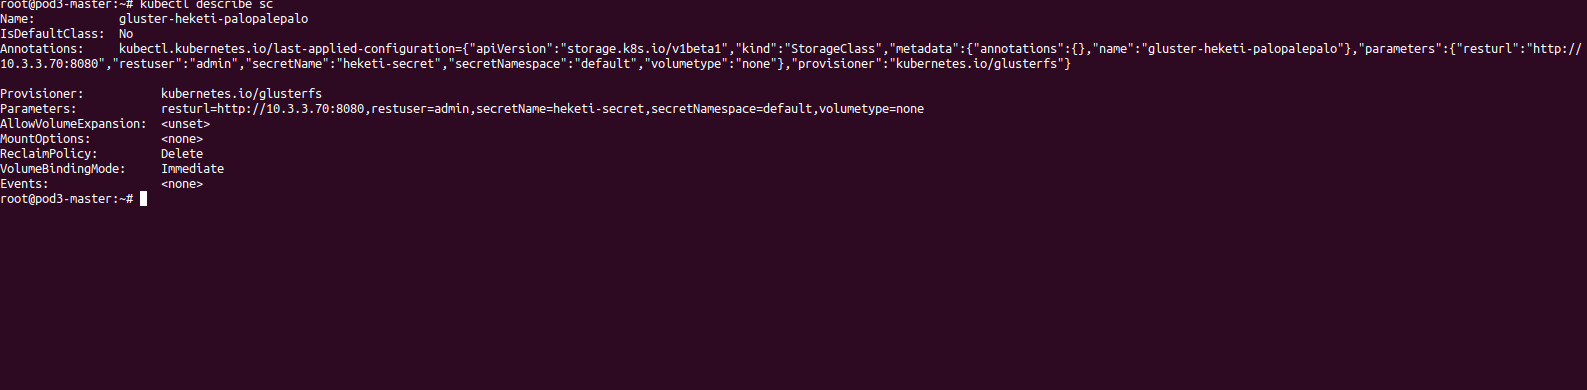 root@pod3-master:~# kubectl describe sc
Name:            gluster-heketi-palopalepalo
IsDefaultClass:  No
Annotations:     kubectl.kubernetes.io/last-applied-configuration={"apiVersion":"storage.k8s.io/v1beta1","kind":"StorageClass","metadata":{"annotations":{},"name":"gluster-heketi-palopalepalo"},"parameters":{"resturl":"http://
10.3.3.70:8080","restuser":"admin","secretName":"heketi-secret","secretNamespace":"default","volumetype":"none"},"provisioner":"kubernetes.io/glusterfs"}
Provisioner:           kubernetes.io/glusterfs
Parameters:            resturl=http://10.3.3.70:8080,restuser=admin,secretName=heketi-secret,secretNamespace=default,volumetype=none
AllowVolumeExpansion:  <unset>
MountOptions:          <none>
ReclaimPolicy:         Delete
VolumeBindingMode:     Immediate
Events:                <none>
root@pod3-master:~#